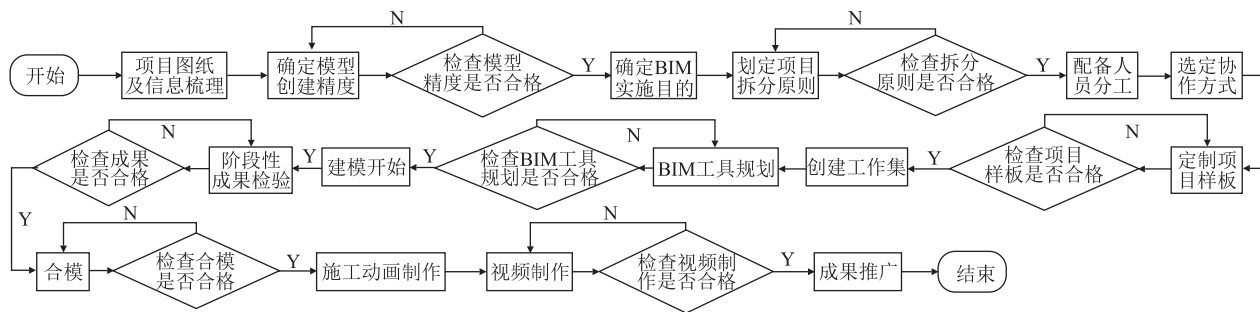 N
N
开始
项目图纸
及信息梳理
确定模型
创建精度
检查模型
精度是否合格
Y
确定BIM
实施目的
划定项目
拆分原则
检查拆分
原则是否合格
Y
配备人
员分工
选定协
作方式
N
N
N
检查成果
是否合格
阶段性
成果检验
Y
建模开始
Y
检查BIM工具
规划是否合格
BIM工具规划
创建工作集
Y
检查项目
样板是否合格
定制项
目样板
Y
N
N
合模
检查合模
是否合格
Y
施工动画制作
视频制作
检查视频制
作是否合格
Y
成果推广
结束